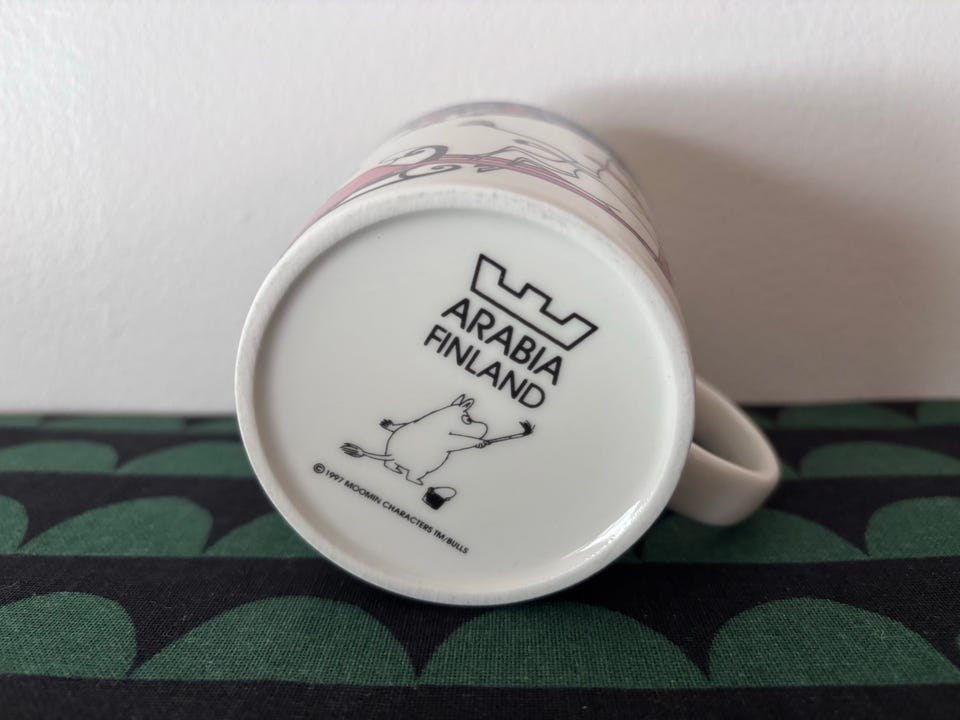 ARABIA
FINLAND
© 1997 MOOMIN CHARACTERS TM/BULLS